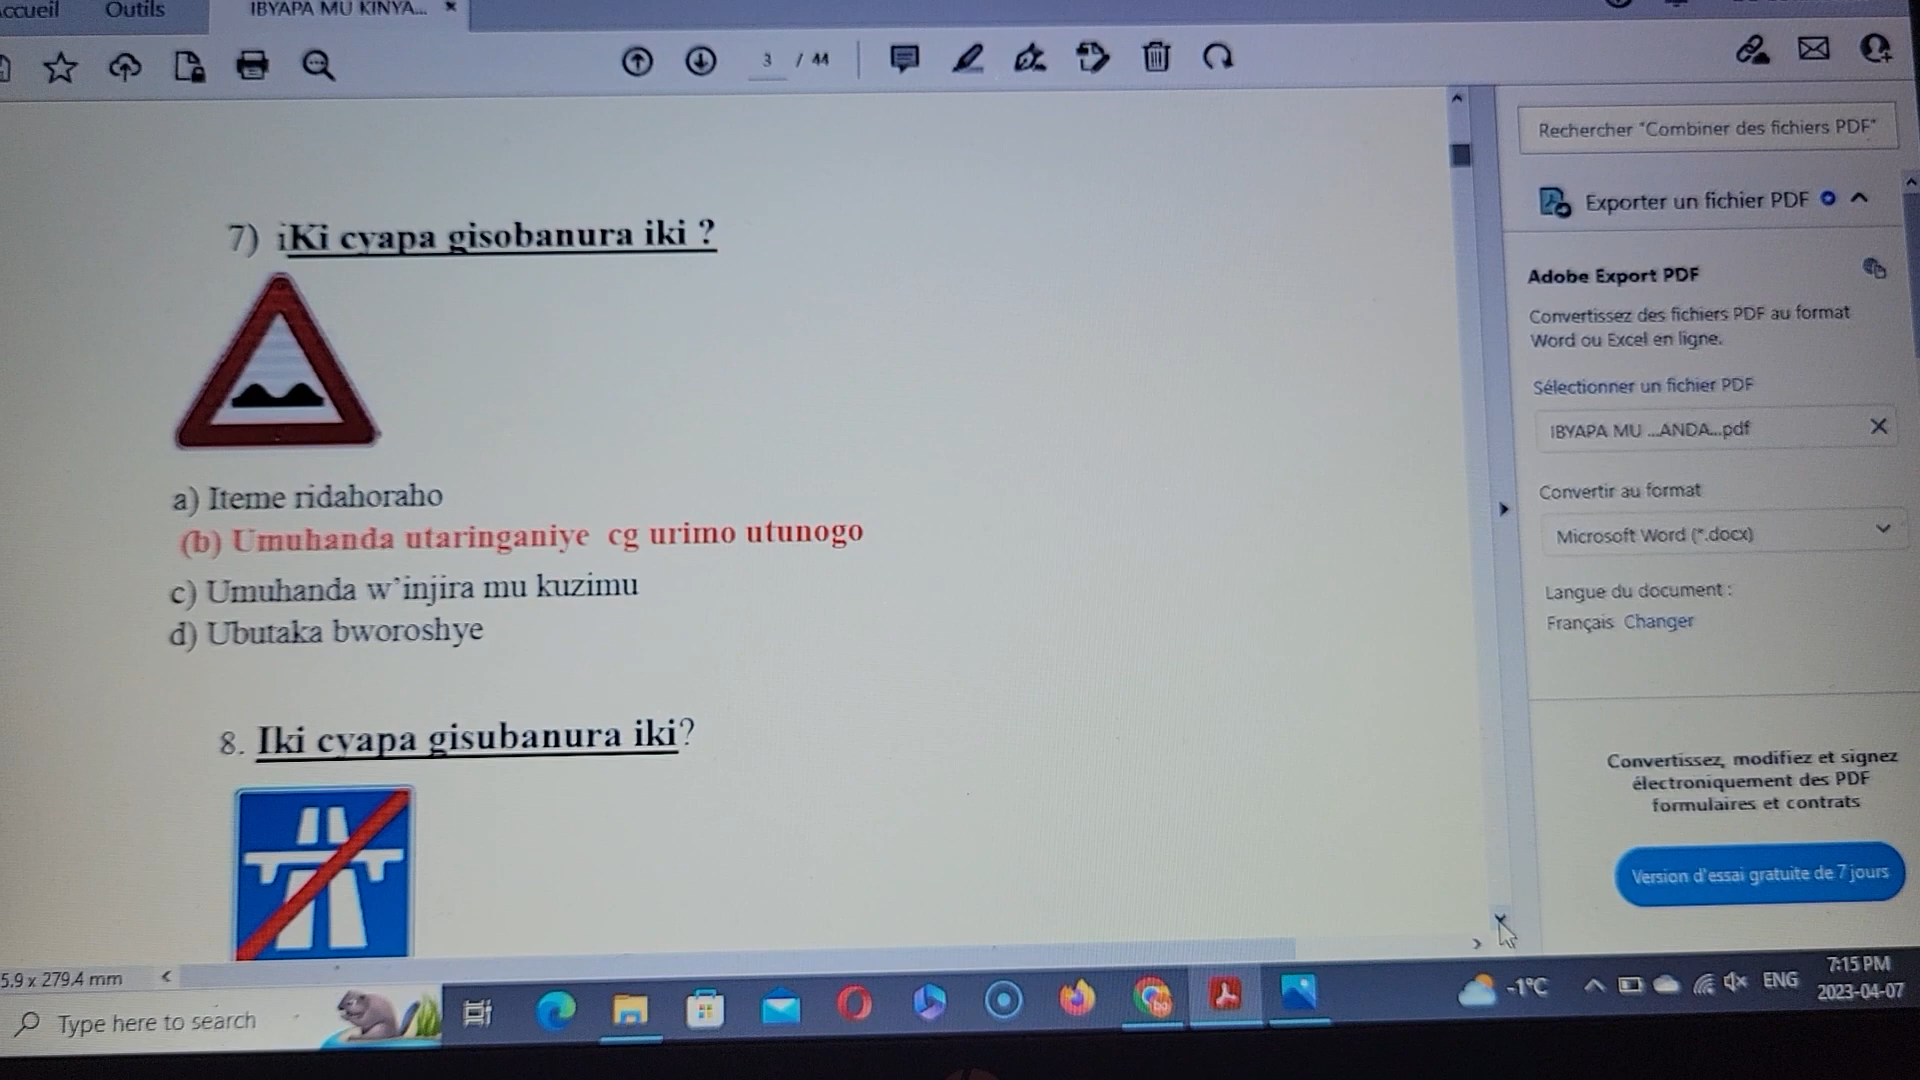 ccueil
Outils
IBYAPA MU KINYA...
3 / 44
Rechercher "Combiner des fichiers PDF"
Exporter un fichier PDF
Adobe Export PDF
Convertissez des fichiers PDF au format
Word ou Excel en ligne.
Sélectionner un fichier PDF
IBYAPA MU ...ANDA...pdf
Convertir au format
Microsoft Word (*.docx)
Langue du document :
Français Changer
Convertissez, modifiez et signez
électroniquement des PDF
formulaires et contrats
Version d'essai gratuite de 7 jours
7) iKi cyapa gisobanura iki ?
a) Iteme ridahoraho
(b) Umuhanda utaringaniye cg urimo utunogo
c) Umuhanda w'injira mu kuzimu
d) Ubutaka bworoshye
8. Iki cyapa gisubanura iki?
5.9 x 279.4 mm
Type here to search
-1°C
ENG
7:15 PM
2023-04-07